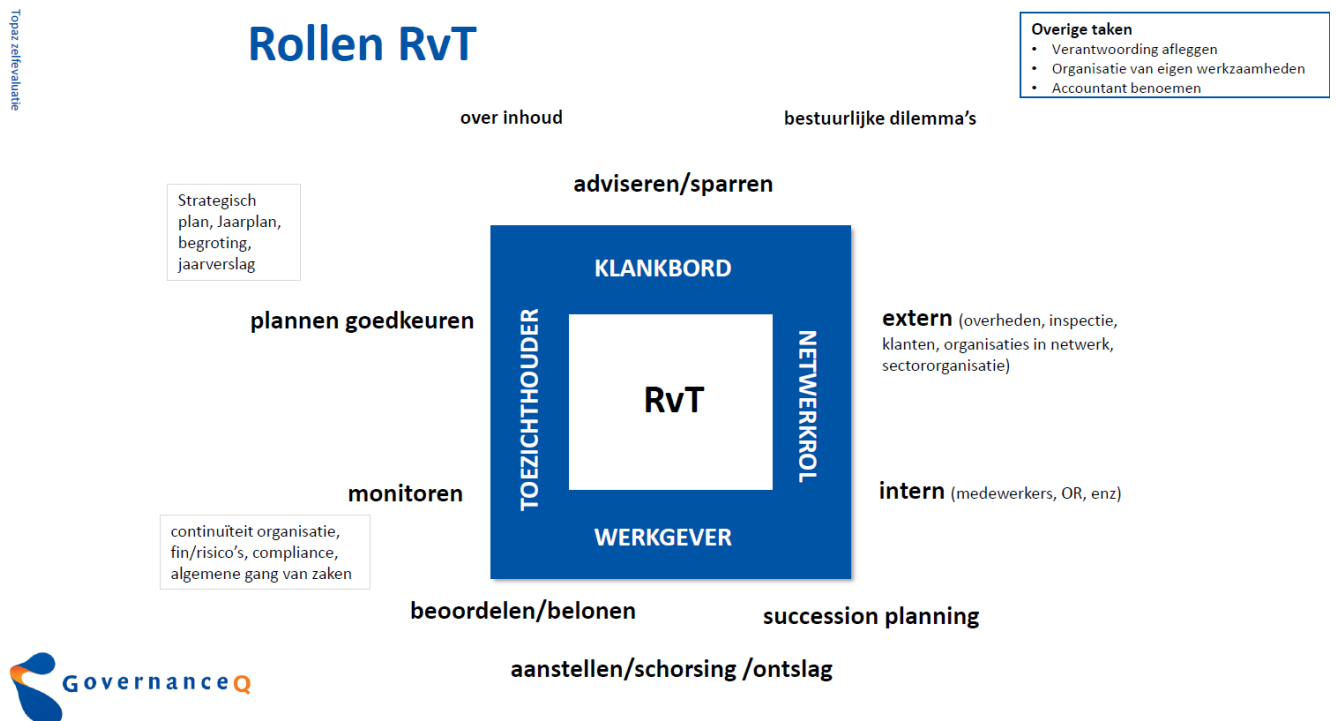 Topaz zelfevaluatie
Rollen RvT
Overige taken
• Verantwoording afleggen
• Organisatie van eigen werkzaamheden
• Accountant benoemen
over inhoud
bestuurlijke dilemma's
adviseren/sparren
Strategisch
plan, Jaarplan,
begroting,
jaarverslag
KLANKBORD
plannen goedkeuren
TOEZICHTHOUDER
RvT
NETWERKROL
extern (overheden, inspectie,
klanten, organisaties in netwerk,
sectororganisatie)
monitoren
intern (medewerkers, OR, enz)
continuïteit organisatie,
fin/risico's, compliance,
algemene gang van zaken
WERKGEVER
beoordelen/belonen
succession planning
aanstellen/schorsing /ontslag
GovernanceQ